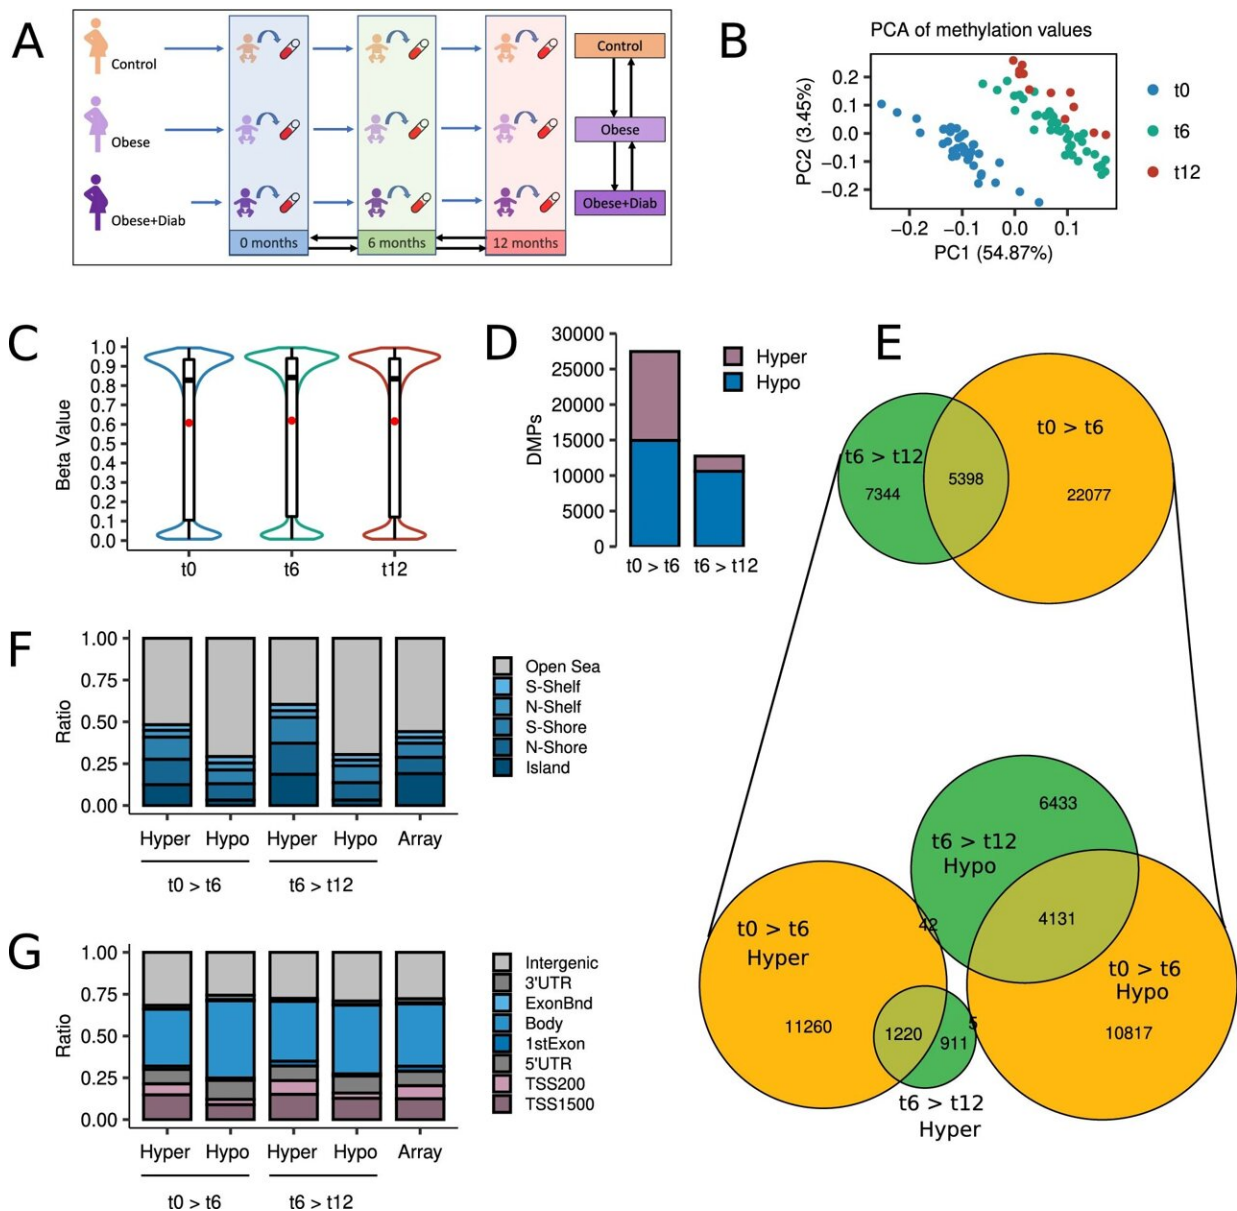 A
Control
Obese
Obese+Diab
0 months
6 months
12 months
Control
Obese
Obese+Diab
B
PCA of methylation values
PC2 (3.45%)
0.2
0.1
0.0
−0.1
−0.2
−0.2
−0.1
0.0
0.1
PC1 (54.87%)
t0
t6
t12
C
Beta Value
1.0
0.9
0.8
0.7
0.6
0.5
0.4
0.3
0.2
0.1
0.0
t0
t6
t12
D
DMPs
30000
25000
20000
15000
10000
5000
0
t0 > t6
t6 > t12
Hyper
Hypo
E
t6 > t12
7344
5398
t0 > t6
22077
t6 > t12
Hypo
6433
42
4131
t0 > t6
Hyper
11260
1220
911
5
t0 > t6
Hypo
10817
t6 > t12
Hyper
F
Ratio
1.00
0.75
0.50
0.25
0.00
Hyper
Hypo
Hyper
Hypo
Array
t0 > t6
t6 > t12
Open Sea
S-Shelf
N-Shelf
S-Shore
N-Shore
Island
G
Ratio
1.00
0.75
0.50
0.25
0.00
Hyper
Hypo
Hyper
Hypo
Array
t0 > t6
t6 > t12
Intergenic
3'UTR
ExonBnd
Body
1stExon
5'UTR
TSS200
TSS1500